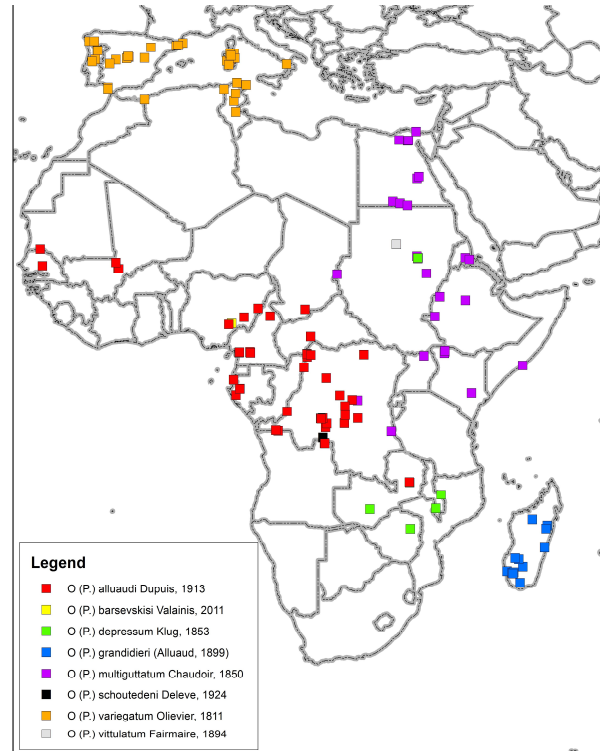 Legend
O (P.) alluaudi Dupuis, 1913
O (P.) barsevskisi Valainis, 2011
O (P.) depressum Klug, 1853
O (P.) grandidieri (Alluaud, 1899)
O (P.) multiguttatum Chaudoir, 1850
O (P.) schoutedeni Deleve, 1924
O (P.) variegatum Olievier, 1811
O (P.) vittulatum Fairmaire, 1894